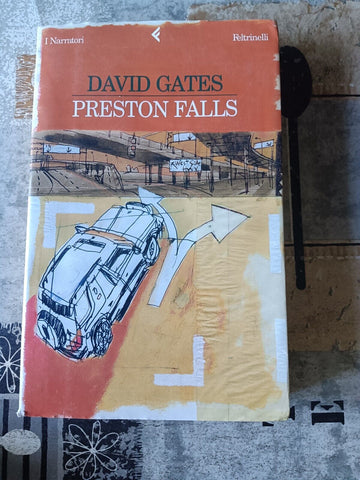 I Narratori
Feltrinelli
DAVID GATES
PRESTON FALLS